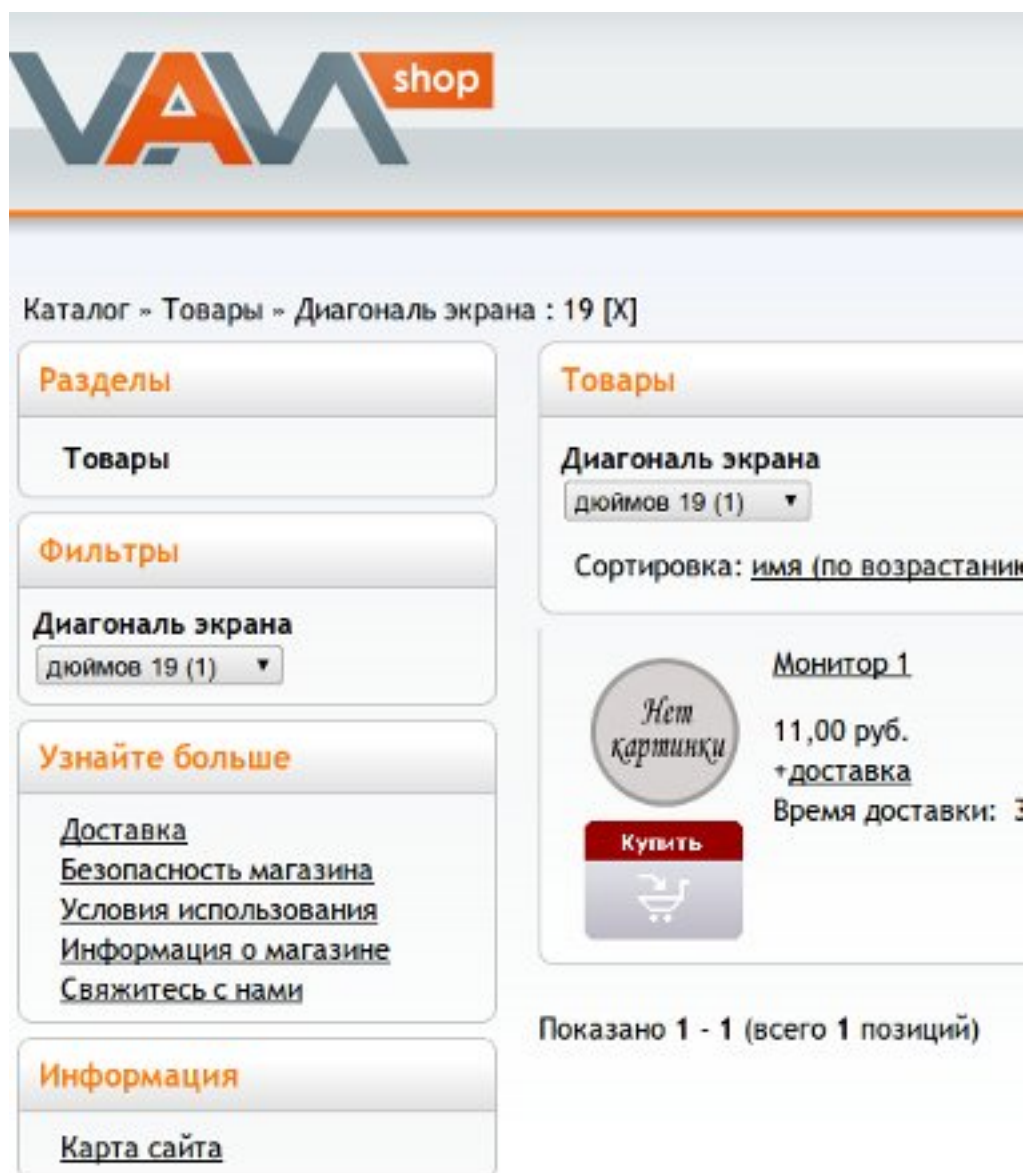 VAM shop
Каталог » Товары » Диагональ экрана : 19 [X]
Разделы
Товары
Фильтры
Диагональ экрана
дюймов 19 (1)
Узнайте больше
Доставка
Безопасность магазина
Условия использования
Информация о магазине
Свяжитесь с нами
Информация
Карта сайта
Товары
Диагональ экрана
дюймов 19 (1)
Сортировка: имя (по возрастанию
Нет
картинки
Купить
Монитор 1
11,00 руб.
+доставка
Время доставки: 3
Показано 1 - 1 (всего 1 позиций)